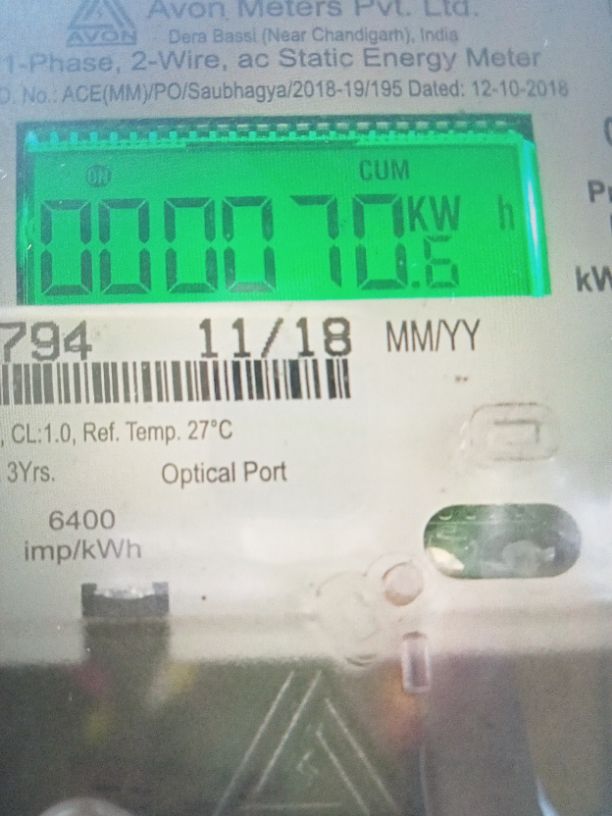 Avon Meters Pvt. Ltd.
AVON
Dera Bassi (Near Chandigarh), India
1-Phase, 2-Wire, ac Static Energy Meter
O. No.: ACE(MM)/PO/Saubhagya/2018-19/195 Dated: 12-10-2018
CUM
0000070.6 KW h
kW
794 11/18 MM/YY
, CL:1.0, Ref. Temp. 27°C
3Yrs. Optical Port
6400
imp/kWh